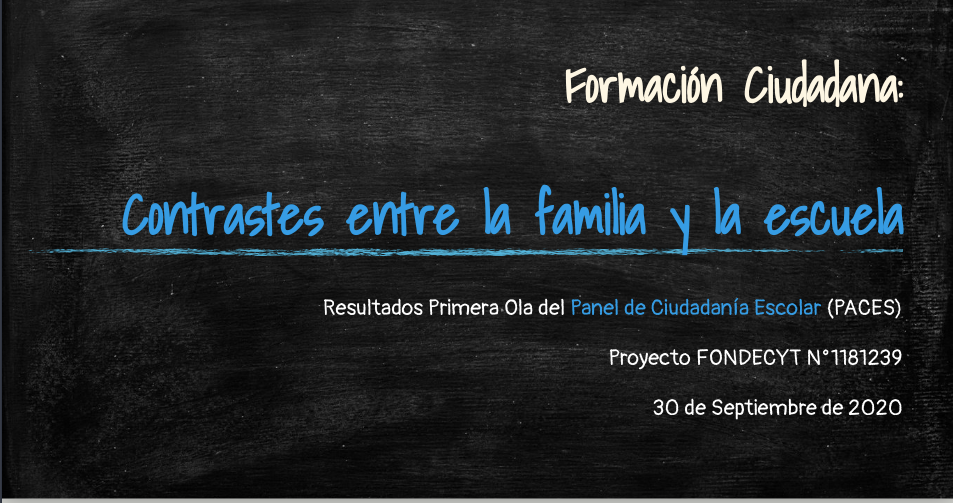 Formación Ciudadana:
Contrastes entre la familia y la escuela
Resultados Primera Ola del Panel de Ciudadanía Escolar (PACES)
Proyecto FONDECYT N°1181239
30 de Septiembre de 2020